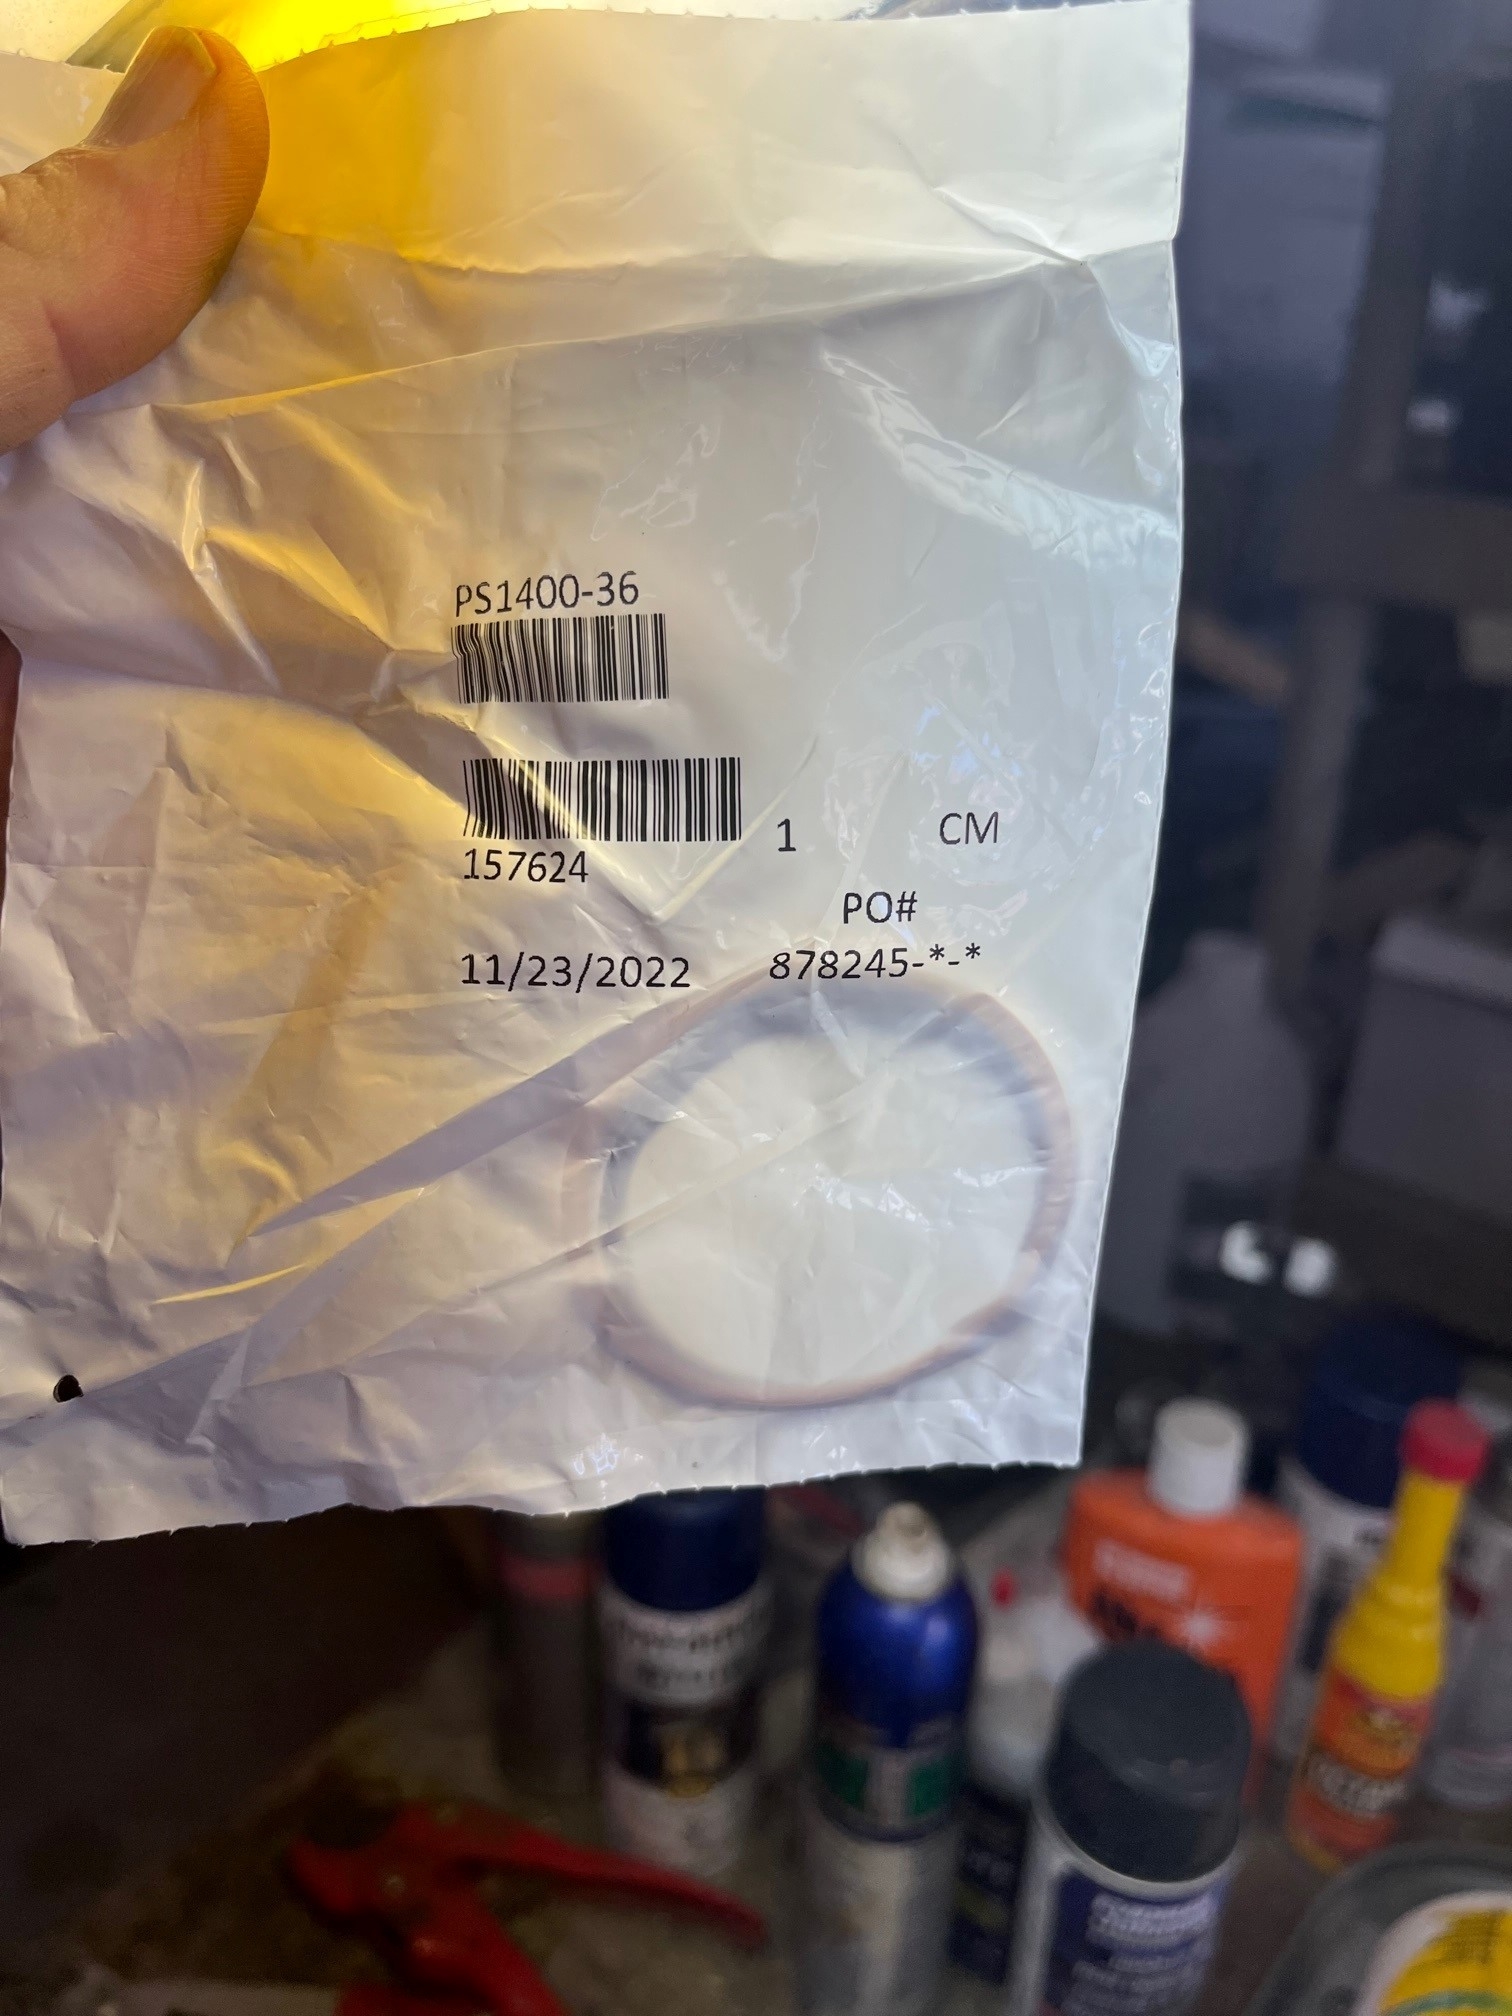 PS1400-36
1 CM
157624
PO#
11/23/2022 878245-*-*